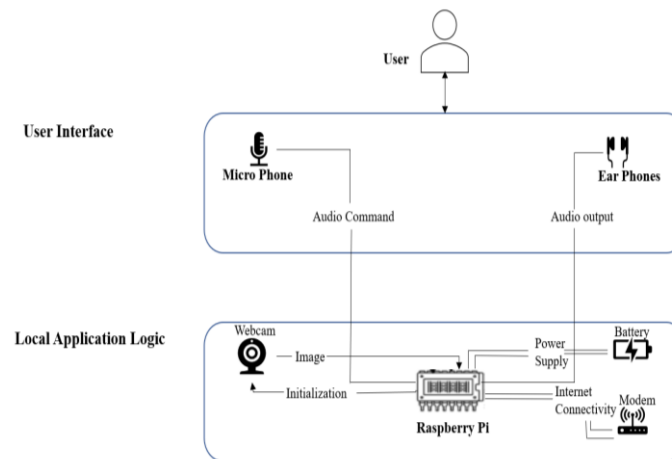 User
User Interface
Micro Phone
Ear Phones
Audio Command
Audio output
Local Application Logic
Webcam
Battery
Image
Power
Supply
Initialization
Internet
Connectivity
Modem
Raspberry Pi